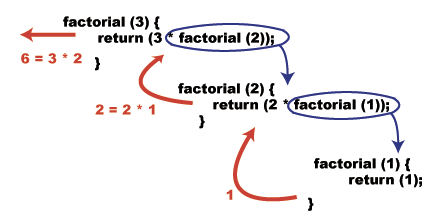 factorial (3) {
return (3 * factorial (2));
6 = 3 * 2
}
factorial (2) {
2 = 2 * 1
return (2 * factorial (1));
}
factorial (1) {
return (1);
1
}